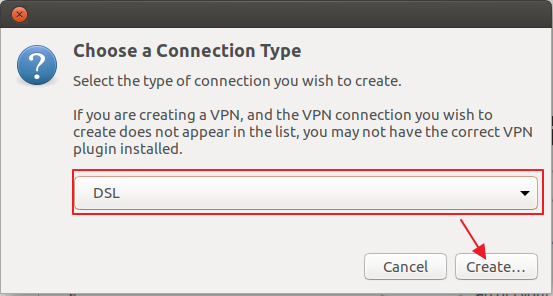 Choose a Connection Type
Select the type of connection you wish to create.
If you are creating a VPN, and the VPN connection you wish to
create does not appear in the list, you may not have the correct VPN
plugin installed.
DSL
Cancel
Create...